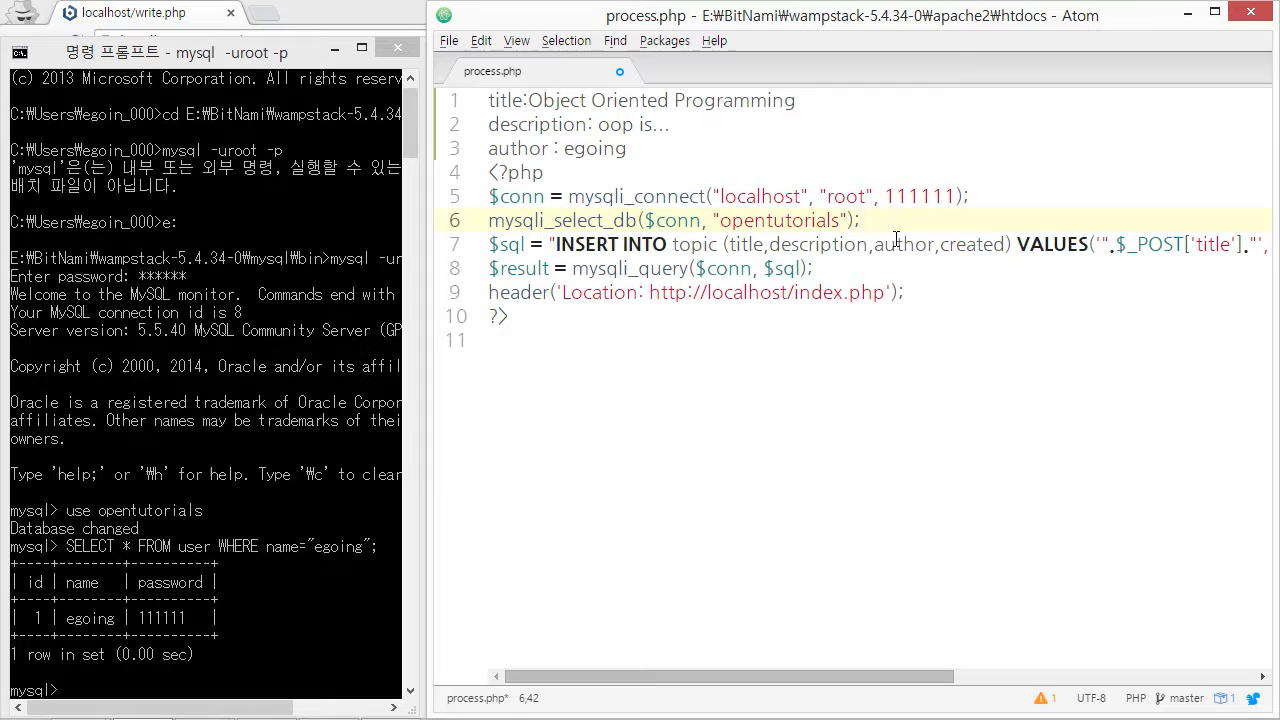 localhost/write.php
명령 프롬프트 - mysql  -uroot -p
(c) 2013 Microsoft Corporation. All rights reserv
C:₩Users₩egoin_000>cd E:₩BitNami₩wampstack-5.4.34
C:₩Users₩egoin_000>mysql -uroot -p
'mysql'은(는) 내부 또는 외부 명령, 실행할 수 있는
배치 파일이 아닙니다.
C:₩Users₩egoin_000>e:
E:₩BitNami₩wampstack-5.4.34-0₩mysql₩bin>mysql -ur
Enter password: ******
Welcome to the MySQL monitor.  Commands end with
Your MySQL connection id is 8
Server version: 5.5.40 MySQL Community Server (GP
Copyright (c) 2000, 2014, Oracle and/or its affil
Oracle is a registered trademark of Oracle Corpor
affiliates. Other names may be trademarks of thei
owners.
Type 'help;' or '₩h' for help. Type '₩c' to clear
mysql> use opentutorials
Database changed
mysql> SELECT * FROM user WHERE name="egoing";
+----+--------+----------+
| id | name   | password |
+----+--------+----------+
|  1 | egoing | 111111   |
+----+--------+----------+
1 row in set (0.00 sec)
mysql>
process.php - E:₩BitNami₩wampstack-5.4.34-0₩apache2₩htdocs - Atom
File Edit View Selection Find Packages Help
process.php
1 title:Object Oriented Programming
2 description: oop is...
3 author : egoing
4 <?php
5 $conn = mysqli_connect("localhost", "root", 111111);
6 mysqli_select_db($conn, "opentutorials");
7 $sql = "INSERT INTO topic (title,description,author,created) VALUES('".$_POST['title']."',
8 $result = mysqli_query($conn, $sql);
9 header('Location: http://localhost/index.php');
10 ?>
11
process.php* 6,42 1 UTF-8 PHP master 1